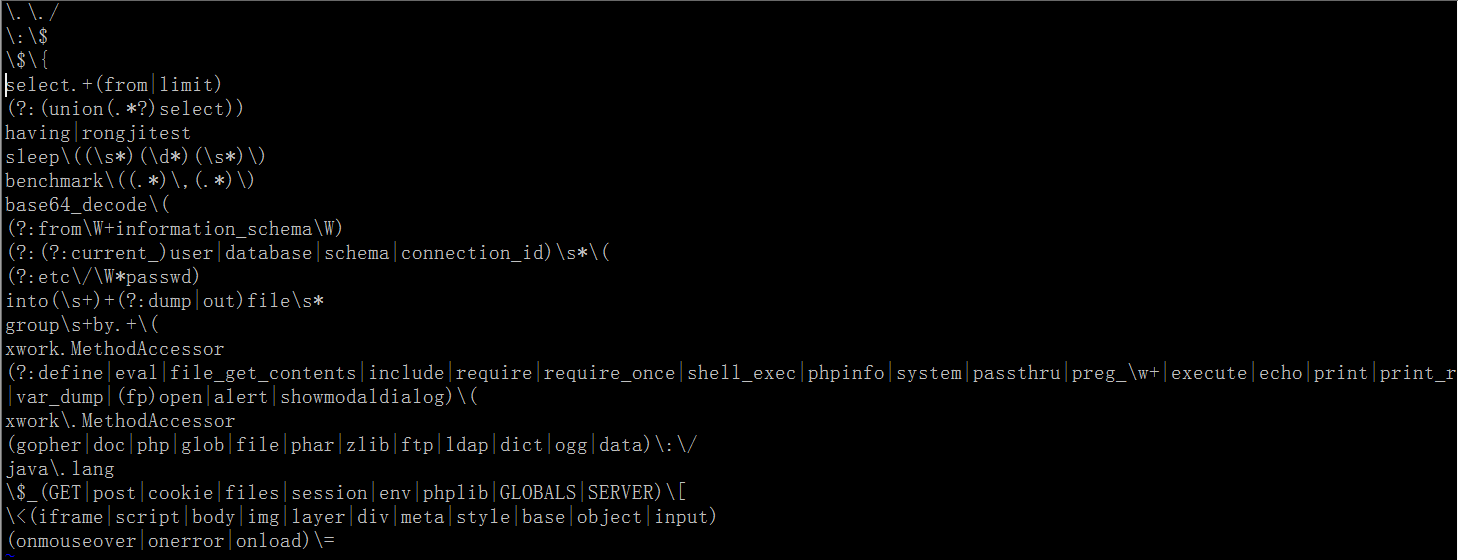 \.\./
\:\$
\$\{
select.+(from|limit)
(?:(union(.*?)select))
having|rongjitest
sleep\((\s*)(\d*)(\s*)\)
benchmark\((.*)\,(.*)\)
base64_decode\(
(?:from\W+information_schema\W)
(?:(?:current_)user|database|schema|connection_id)\s*\(
(?:etc\/\W*passwd)
into(\s+)+(?:dump|out)file\s*
group\s+by.+\(
xwork.MethodAccessor
(?:define|eval|file_get_contents|include|require|require_once|shell_exec|phpinfo|system|passthru|preg_\w+|execute|echo|print|print_r
|var_dump|(fp)open|alert|showmodaldialog)\(
xwork\.MethodAccessor
(gopher|doc|php|glob|file|phar|zlib|ftp|ldap|dict|ogg|data)\:\/
java\.lang
\$_(GET|post|cookie|files|session|env|phplib|GLOBALS|SERVER)\[
\<(iframe|script|body|img|layer|div|meta|style|base|object|input)
(onmouseover|onerror|onload)\=
~